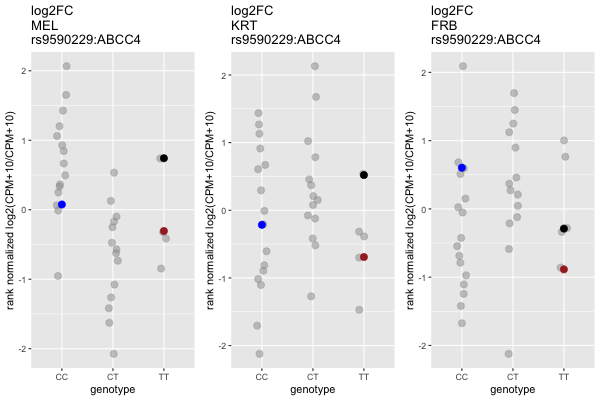 log2FC
MEL
rs9590229:ABCC4
rank normalized log2(CPM+10/CPM+10)
2
1
0
-1
-2
CC
CT
TT
genotype
log2FC
KRT
rs9590229:ABCC4
rank normalized log2(CPM+10/CPM+10)
2
1
0
-1
-2
CC
CT
TT
genotype
log2FC
FRB
rs9590229:ABCC4
rank normalized log2(CPM+10/CPM+10)
2
1
0
-1
-2
CC
CT
TT
genotype